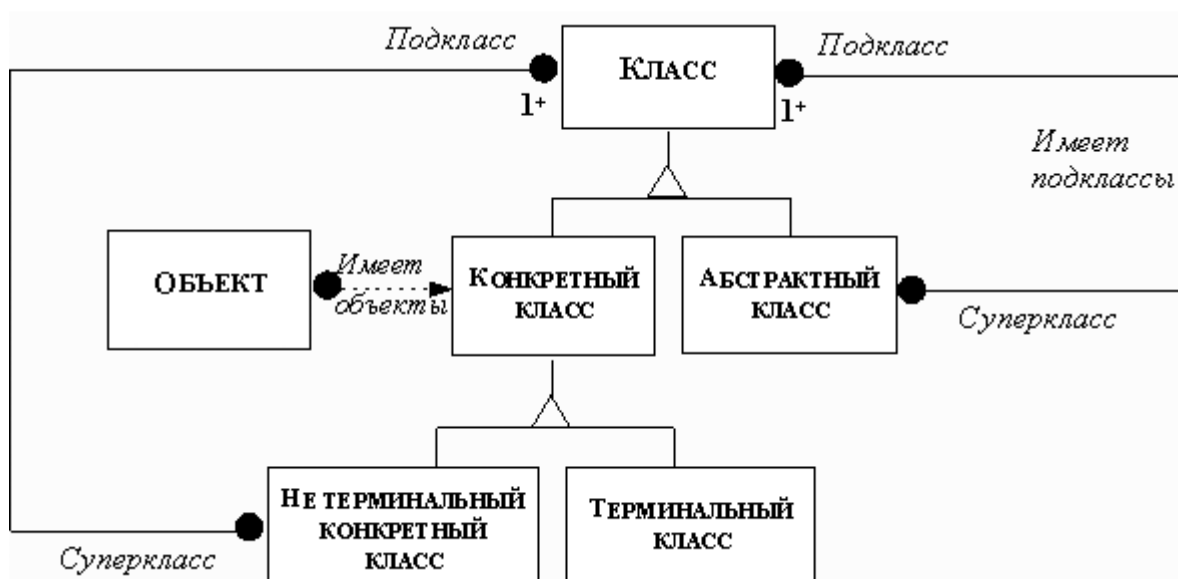 Подкласс
КЛАСС
Подкласс
1+
1+
Имеет
подклассы
ОБЪЕКТ
Имеет
объекты
КОНКРЕТНЫЙ
КЛАСС
АБСТРАКТНЫЙ
КЛАСС
Суперкласс
НЕ ТЕРМИНАЛЬНЫЙ
КОНКРЕТНЫЙ
КЛАСС
ТЕРМИНАЛЬНЫЙ
КЛАСС
Суперкласс